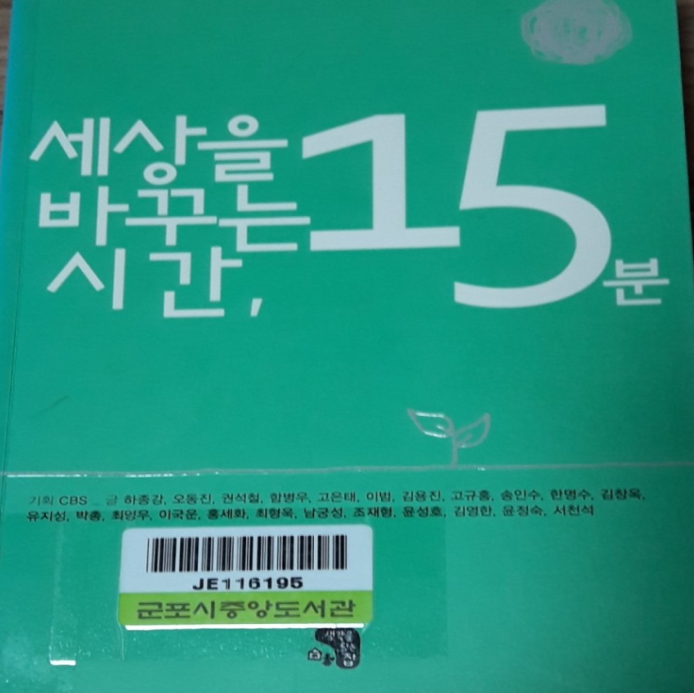 세상을
바꾸는
시간,
15분
기획 CBS _ 글 하종강, 오동진, 권석철, 함병우, 고은태, 이범, 김용진, 고규홍, 송인수, 한명수, 김창옥,
유지성, 박총, 최영우, 이국운, 홍세화, 최형욱, 남궁성, 조재형, 윤성호, 김영한, 윤정숙, 서천석
JE116195
군포시중앙도서관